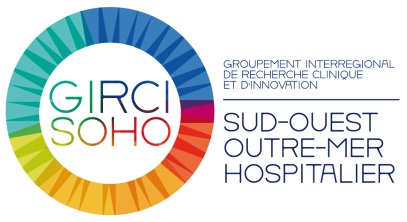 GIRCI
SOHO
GROUPEMENT INTERREGIONAL
DE RECHERCHE CLINIQUE
ET D'INNOVATION
SUD-OUEST
OUTRE-MER
HOSPITALIER